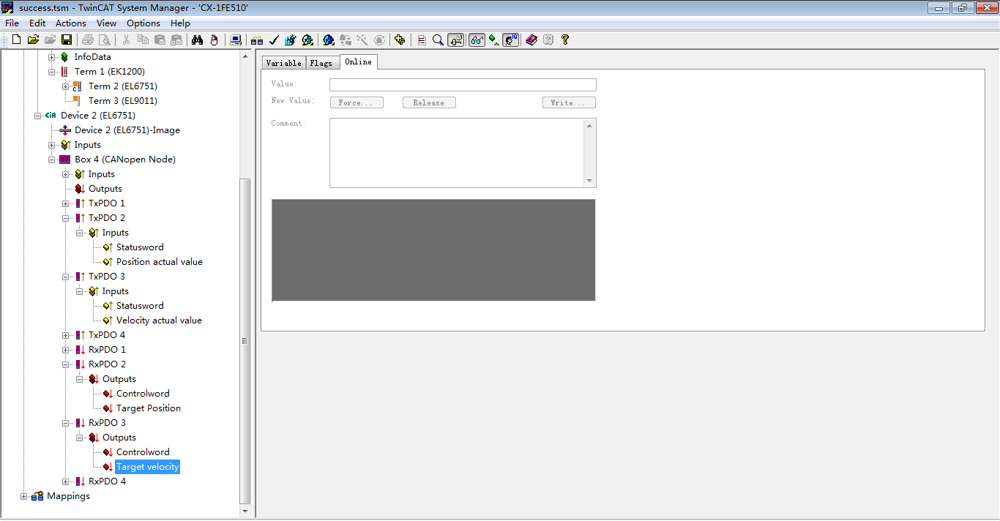 success.tsm - TwinCAT System Manager - 'CX-1FE510'
File Edit Actions View Options Help
InfoData
Term 1 (EK1200)
Term 2 (EL6751)
Term 3 (EL9011)
CiA Device 2 (EL6751)
Device 2 (EL6751)-Image
Inputs
Box 4 (CANopen Node)
Inputs
Outputs
TxPDO 1
TxPDO 2
Inputs
Statusword
Position actual value
TxPDO 3
Inputs
Statusword
Velocity actual value
TxPDO 4
RxPDO 1
RxPDO 2
Outputs
Controlword
Target Position
RxPDO 3
Outputs
Controlword
Target velocity
RxPDO 4
Mappings
Variable Flags Online
Value:
New Value: Force... Release Write...
Comment: